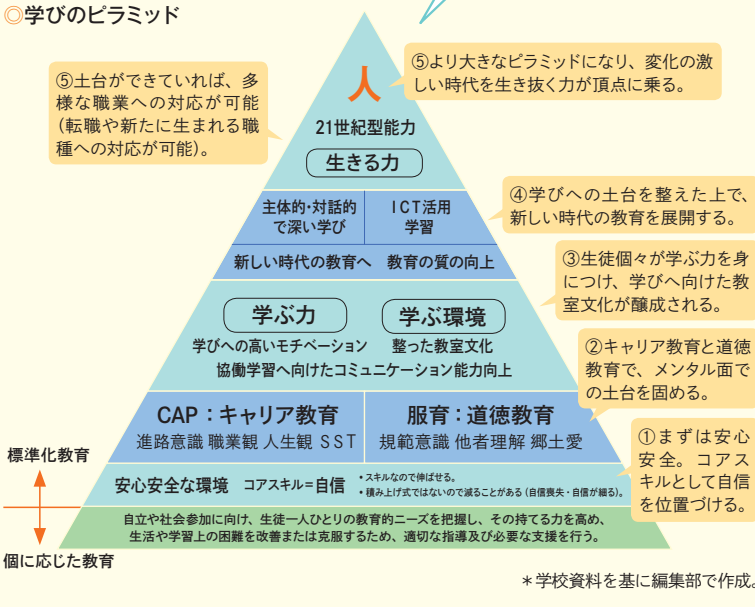 ◎学びのピラミッド
⑤土台ができていれば、多
様な職業への対応が可能
(転職や新たに生まれる職
種への対応が可能)。
⑤より大きなピラミッドになり、変化の激
しい時代を生き抜く力が頂点に乗る。
人
21世紀型能力
生きる力
主体的・対話的
で深い学び
ICT活用
学習
新しい時代の教育へ 教育の質の向上
④学びへの土台を整えた上で、
新しい時代の教育を展開する。
③生徒個々が学ぶ力を身
につけ、学びへ向けた教
室文化が醸成される。
学ぶ力
学ぶ環境
学びへの高いモチベーション 整った教室文化
協働学習へ向けたコミュニケーション能力向上
②キャリア教育と道徳
教育で、メンタル面で
の土台を固める。
CAP:キャリア教育
進路意識 職業観 人生観 SST
服育:道徳教育
規範意識 他者理解 郷土愛
①まずは安心
安全。コアス
キルとして自信
を位置づける。
標準化教育
安心安全な環境 コアスキル=自信
・スキルなので伸ばせる。
・積み上げ式ではないので減ることがある(自信喪失・自信が細る)。
自立や社会参加に向け、生徒一人ひとりの教育的ニーズを把握し、その持てる力を高め、
生活や学習上の困難を改善または克服するため、適切な指導及び必要な支援を行う。
個に応じた教育
*学校資料を基に編集部で作成。